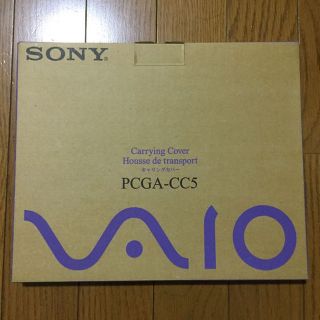 SONY®
Carrying Cover
Housse de transport
キャリングカバー
PCGA-CC5
VAIO